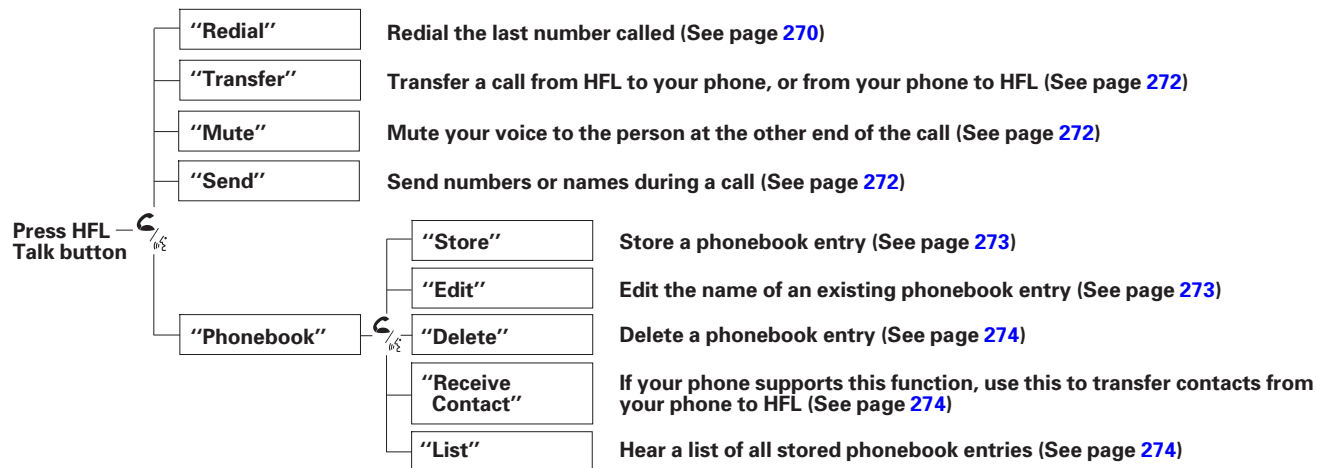 ‘‘Redial’’ Redial the last number called (See page 270)
‘‘Transfer’’ Transfer a call from HFL to your phone, or from your phone to HFL (See page 272)
‘‘Mute’’ Mute your voice to the person at the other end of the call (See page 272)
‘‘Send’’ Send numbers or names during a call (See page 272)
Press HFL
Talk button
‘‘Phonebook’’
‘‘Store’’ Store a phonebook entry (See page 273)
‘‘Edit’’ Edit the name of an existing phonebook entry (See page 273)
‘‘Delete’’ Delete a phonebook entry (See page 274)
‘‘Receive
Contact’’
If your phone supports this function, use this to transfer contacts from
your phone to HFL (See page 274)
‘‘List’’ Hear a list of all stored phonebook entries (See page 274)